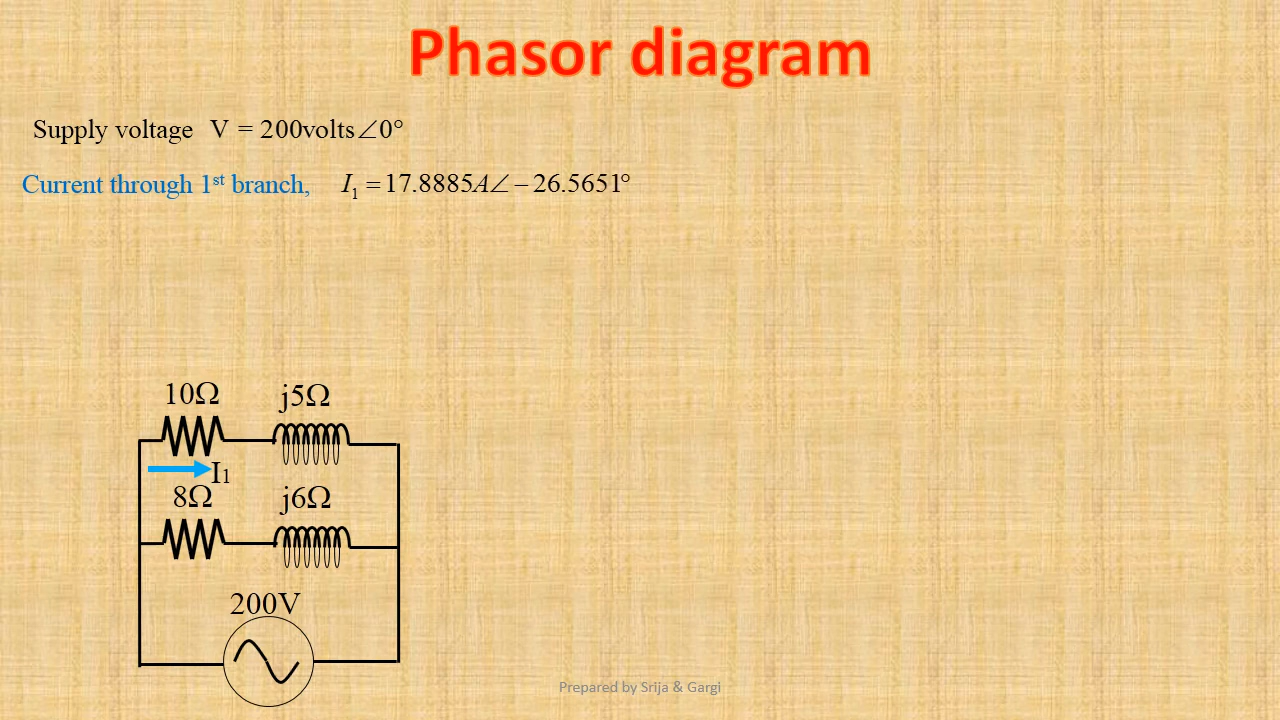 Phasor diagram
Supply voltage V = 200volts∠0°
Current through 1st branch, I₁ = 17.8885A∠ – 26.5651°
10Ω j5Ω
I₁
8Ω j6Ω
200V
Prepared by Srija & Gargi